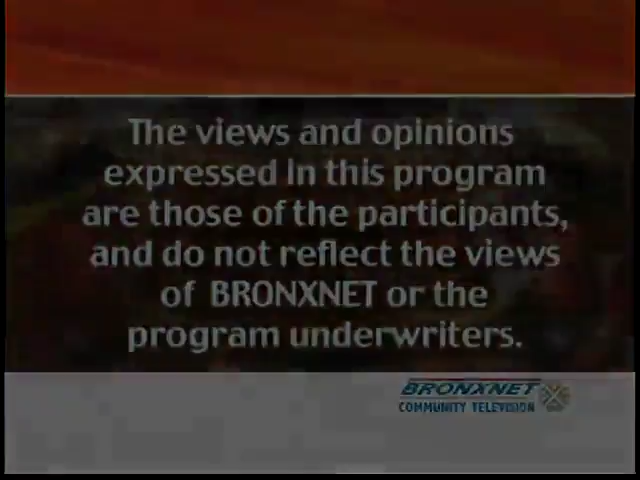 The views and opinions
expressed In this program
are those of the participants,
and do not reflect the views
of BRONXNET or the
program underwriters.
BRONXNET
COMMUNITY TELEVISION